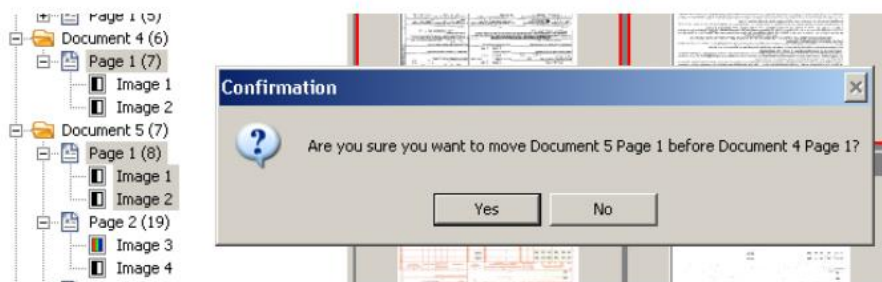 Page 1 (5)
Document 4 (6)
Page 1 (7)
Image 1
Image 2
Document 5 (7)
Page 1 (8)
Image 1
Image 2
Page 2 (19)
Image 3
Image 4
Confirmation
Are you sure you want to move Document 5 Page 1 before Document 4 Page 1?
Yes
No